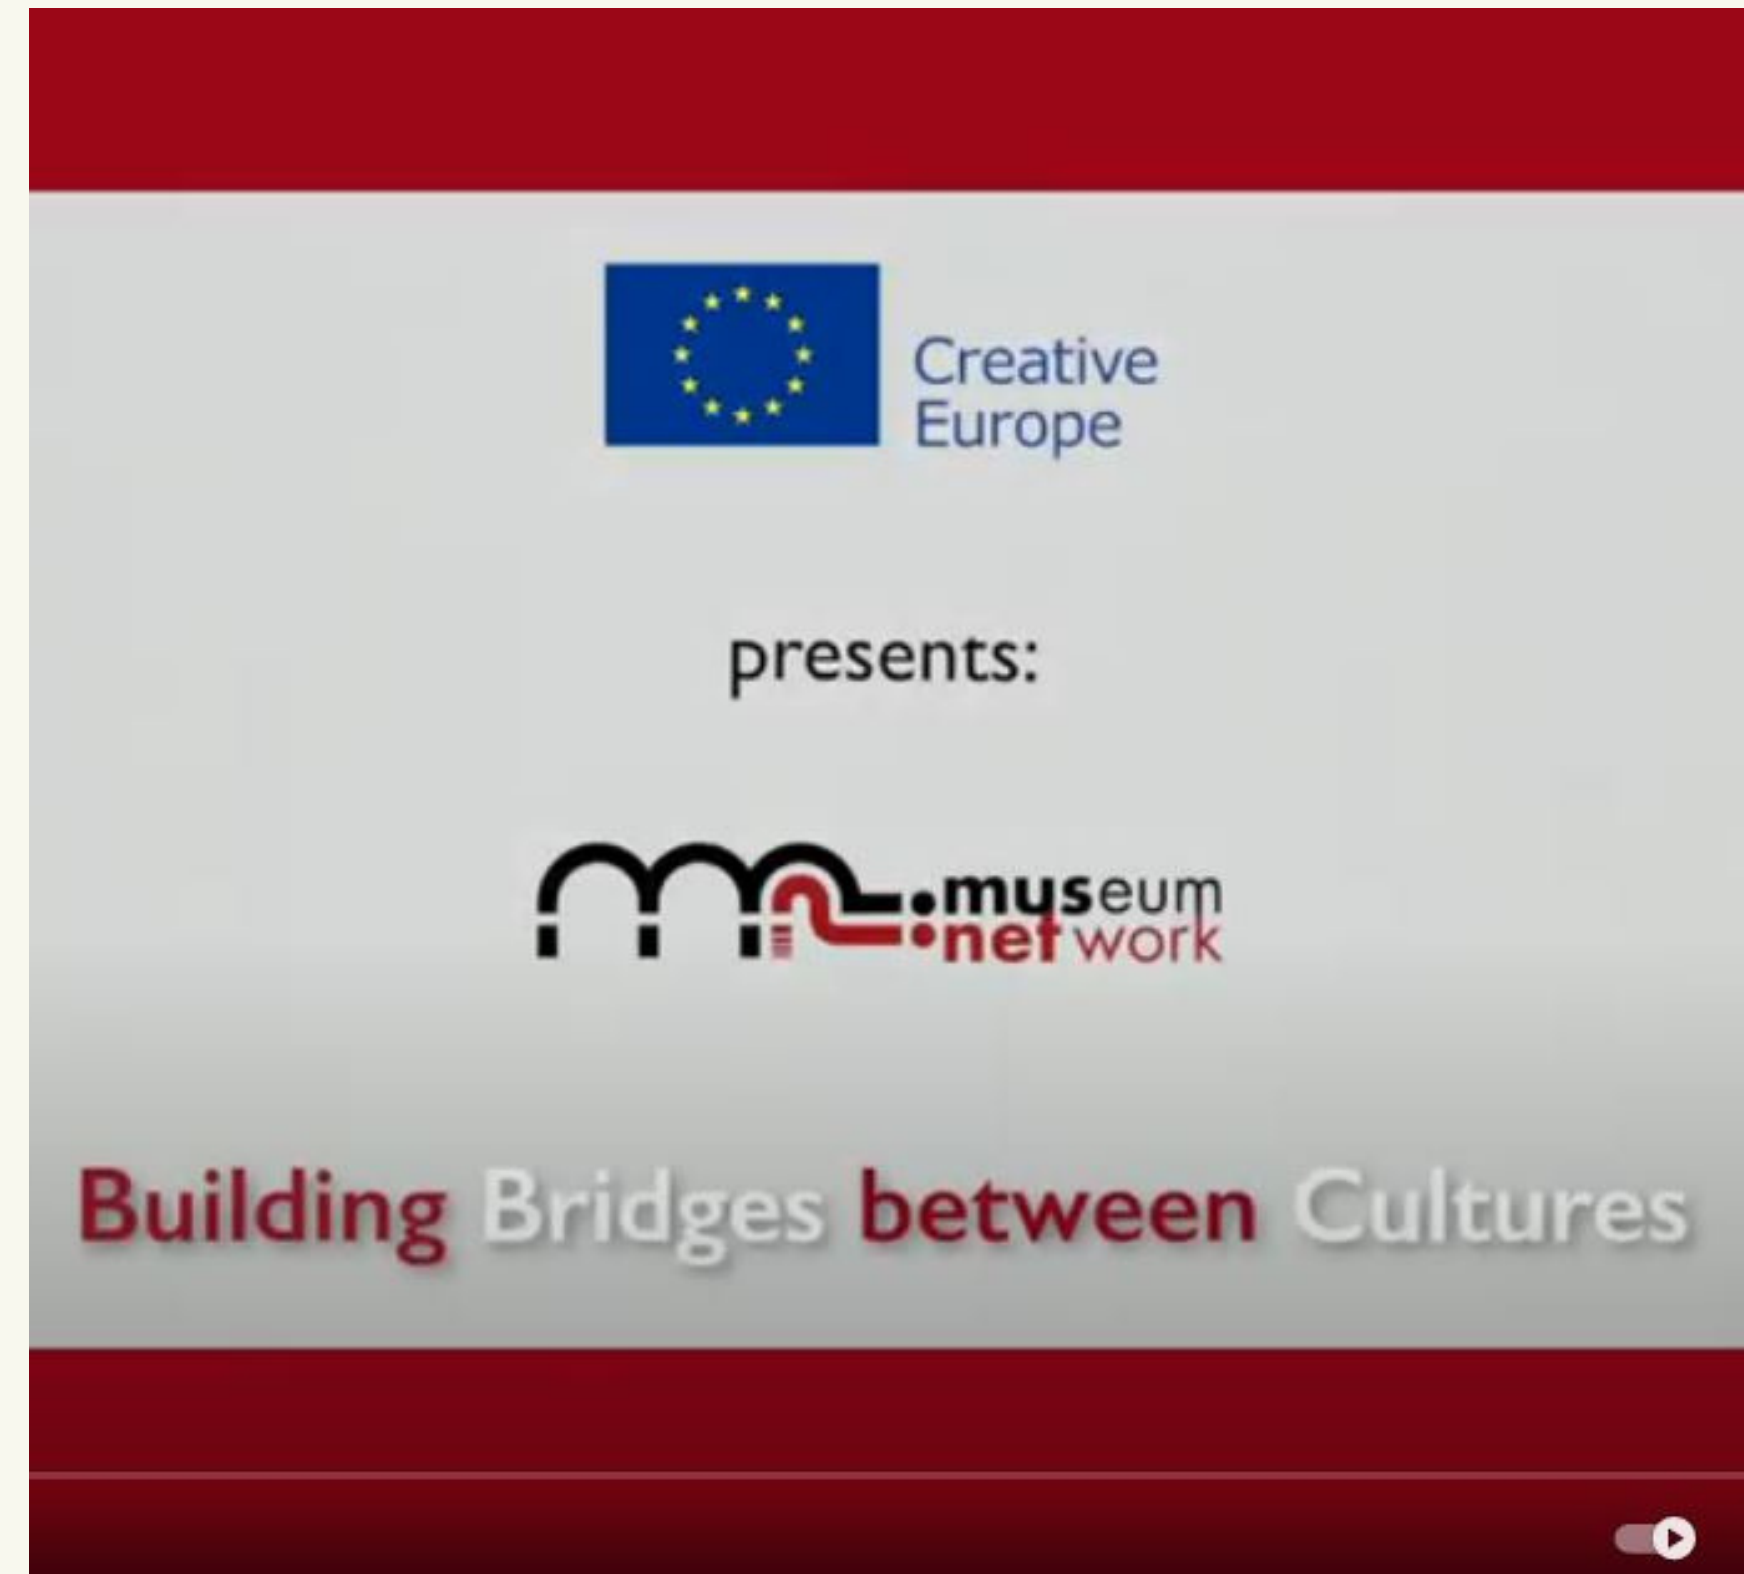 Creative
Europe
presents:
museum
network
Building Bridges between Cultures